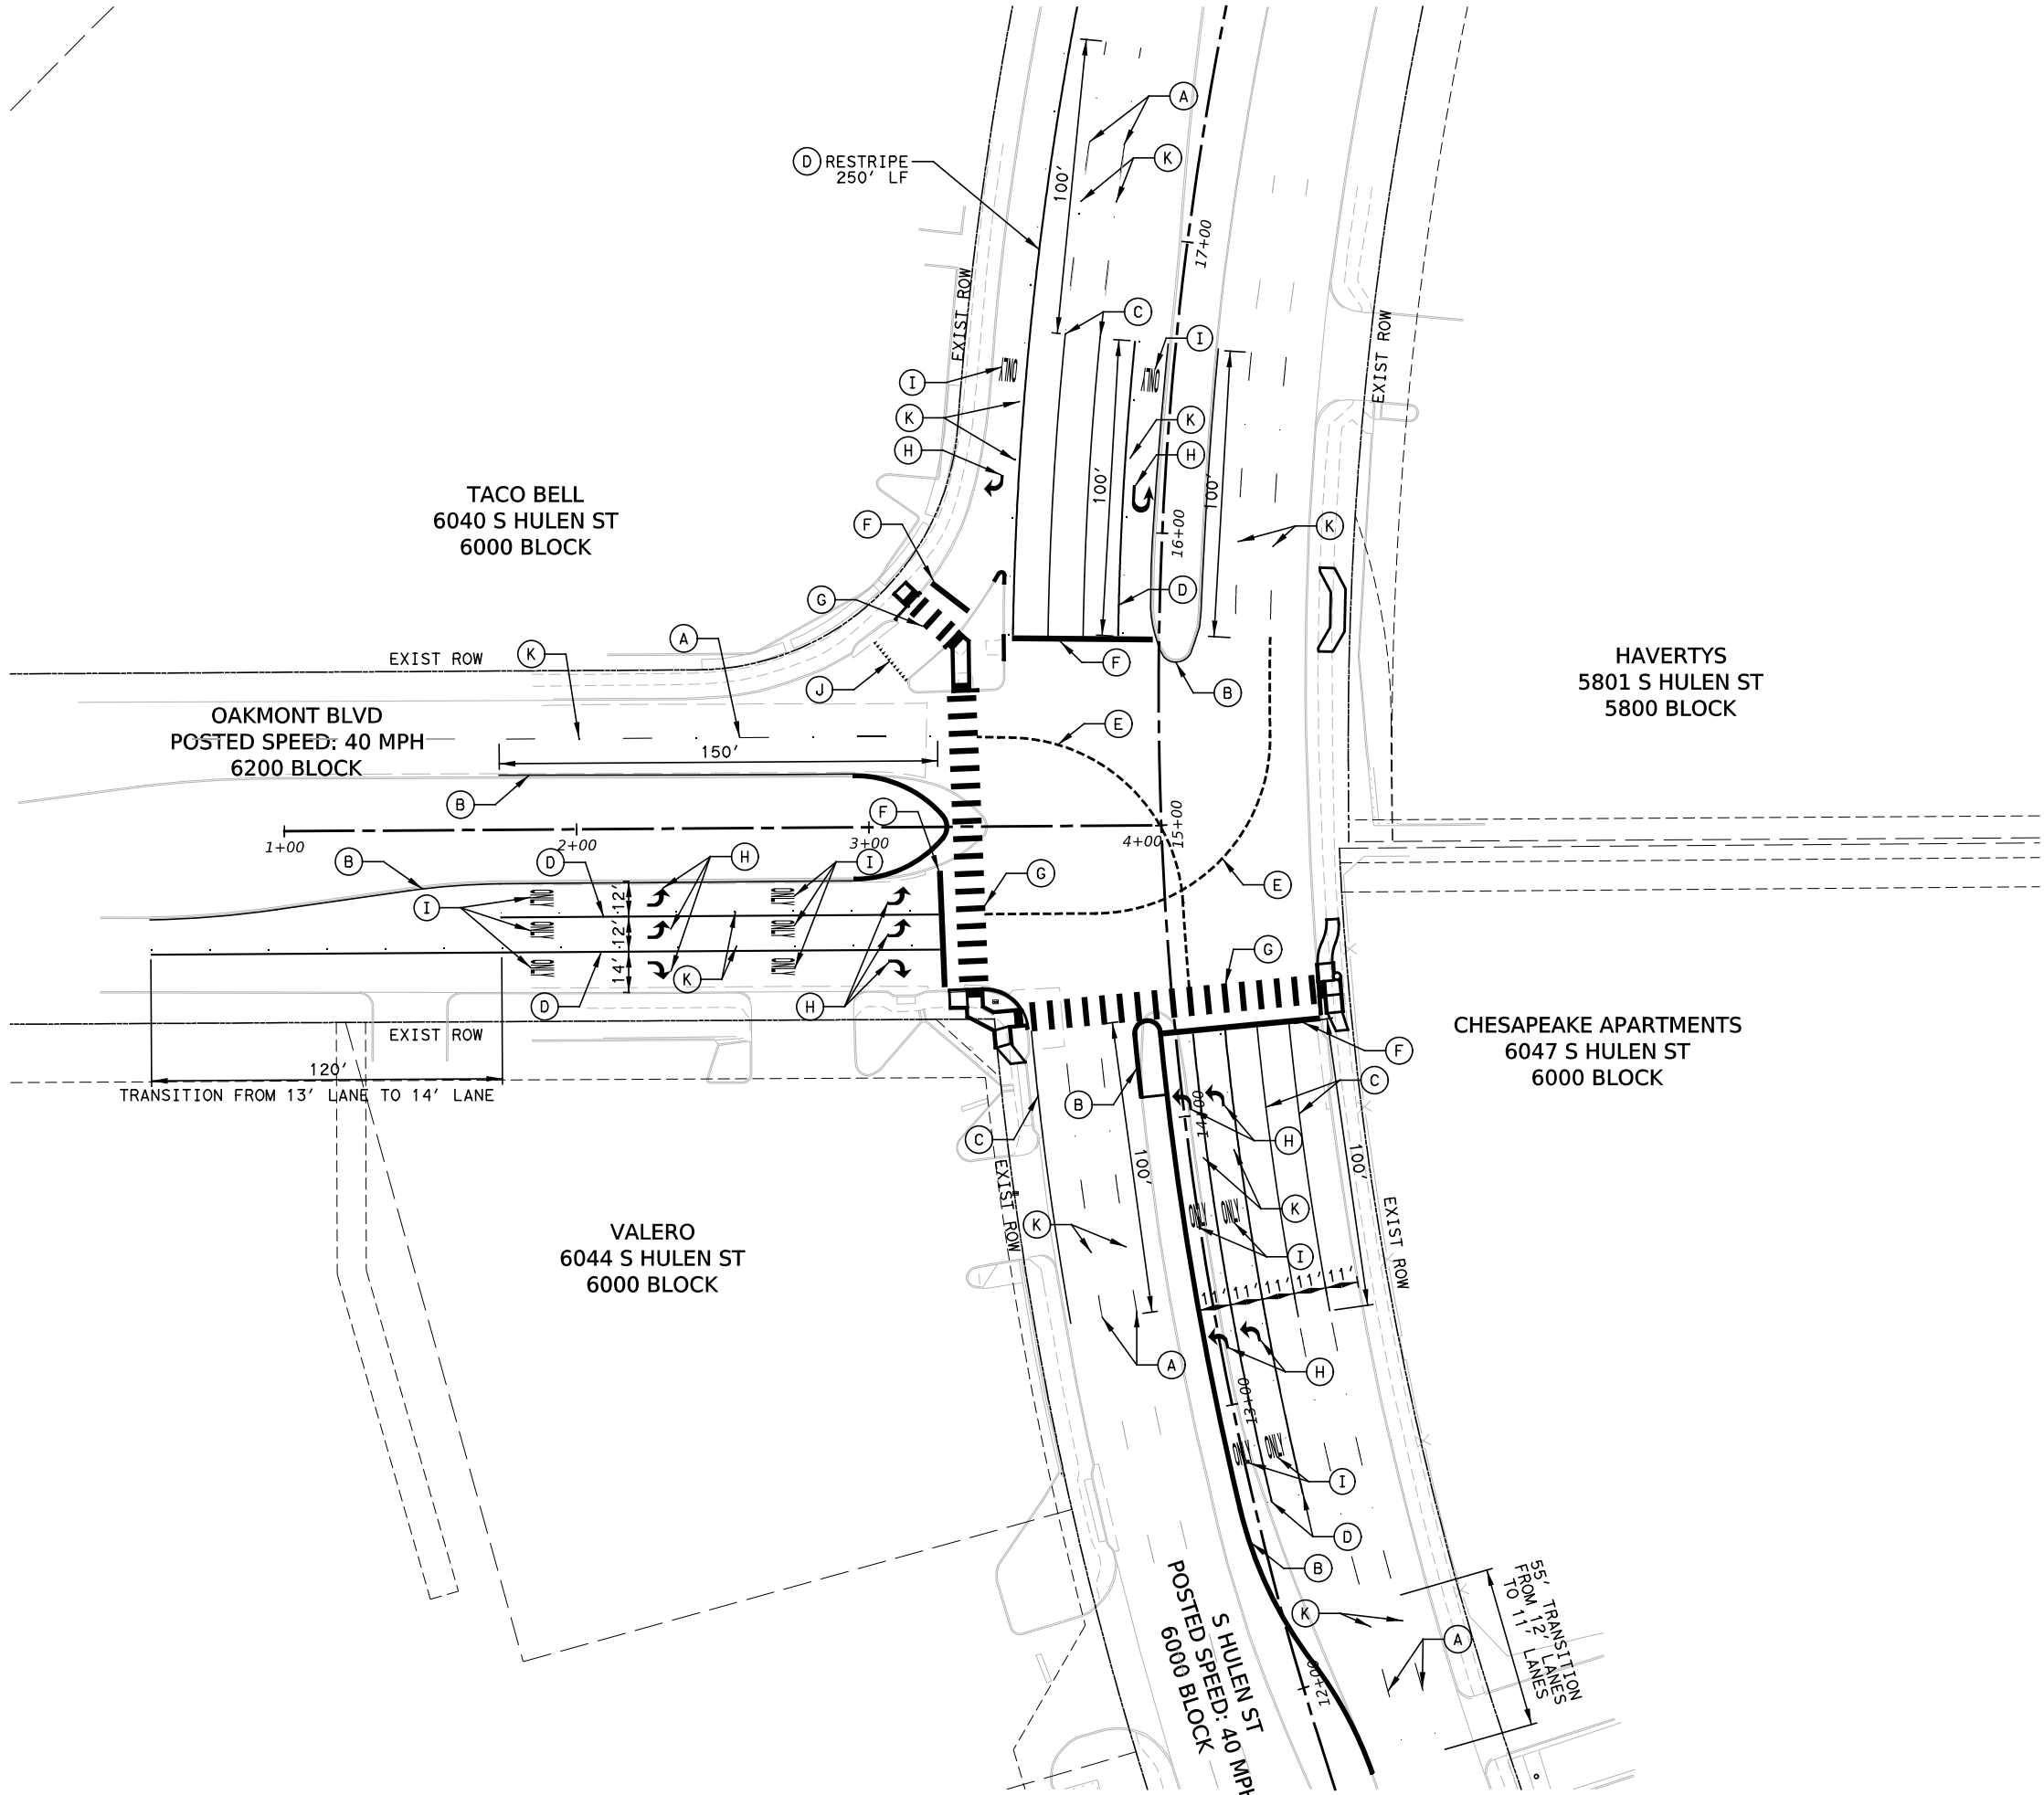 A
K
D RESTRIPE
250' LF
100'
17+00
EXIST ROW
C
I
ONLY
ONLY
I
EXIST ROW
K
K
H
H
100'
100'
TACO BELL
6040 S HULEN ST
6000 BLOCK
F
K
16+00
G
D
A
K
EXIST ROW
F
J
B
HAVERTYS
5801 S HULEN ST
5800 BLOCK
OAKMONT BLVD
POSTED SPEED: 40 MPH
6200 BLOCK
E
150'
B
F
1+00
2+00
3+00
4+00
15+00
B
D
H
I
G
E
I
ONLY
ONLY
12'
ONLY
ONLY
12'
ONLY
ONLY
14'
K
D
H
G
EXIST ROW
120'
TRANSITION FROM 13' LANE TO 14' LANE
CHESAPEAKE APARTMENTS
6047 S HULEN ST
6000 BLOCK
F
C
B
14+00
C
H
100'
100'
EXIST ROW
EXIST ROW
K
K
ONLY
ONLY
I
VALERO
6044 S HULEN ST
6000 BLOCK
11' 11' 11' 11' 11'
A
H
13+00
ONLY
ONLY
I
D
B
K
A
55' TRANSITION
FROM 12' LANES
TO 11' LANES
12+00
S HULEN ST
POSTED SPEED: 40 MPH
6000 BLOCK